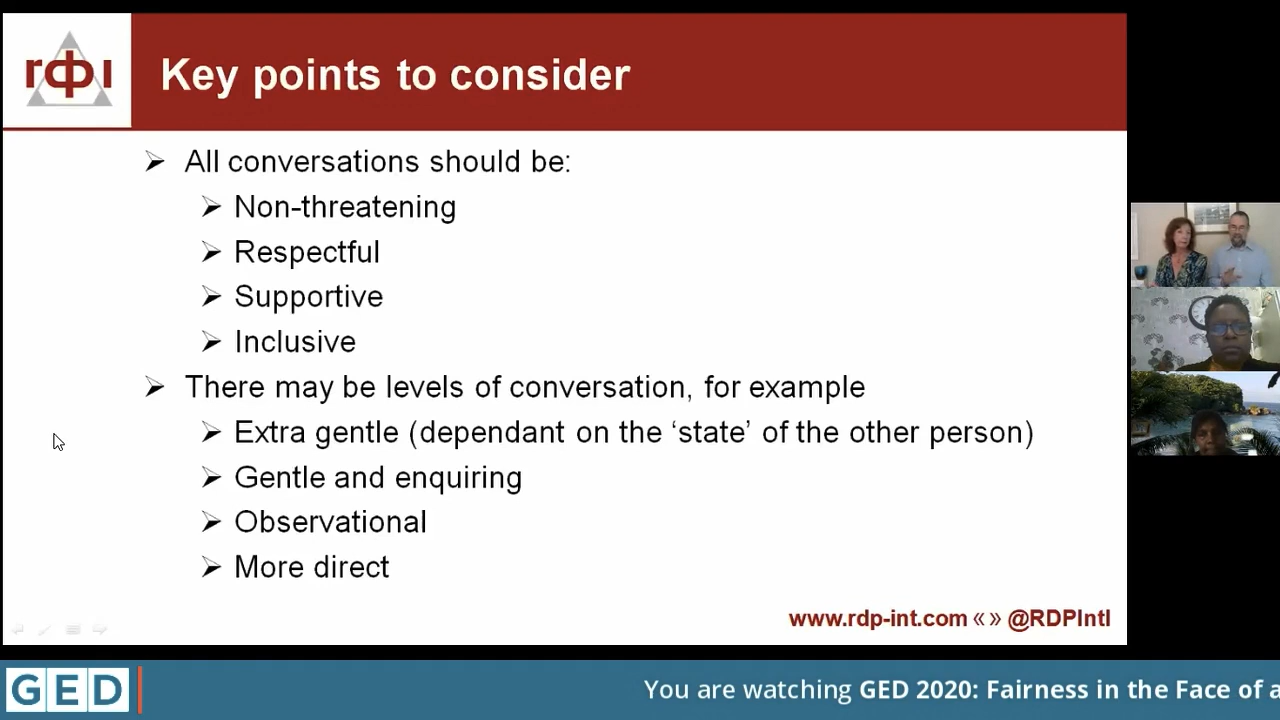 rφι
Key points to consider
All conversations should be:
Non-threatening
Respectful
Supportive
Inclusive
There may be levels of conversation, for example
Extra gentle (dependant on the ‘state’ of the other person)
Gentle and enquiring
Observational
More direct
www.rdp-int.com «» @RDPIntl
GED
You are watching GED 2020: Fairness in the Face of a